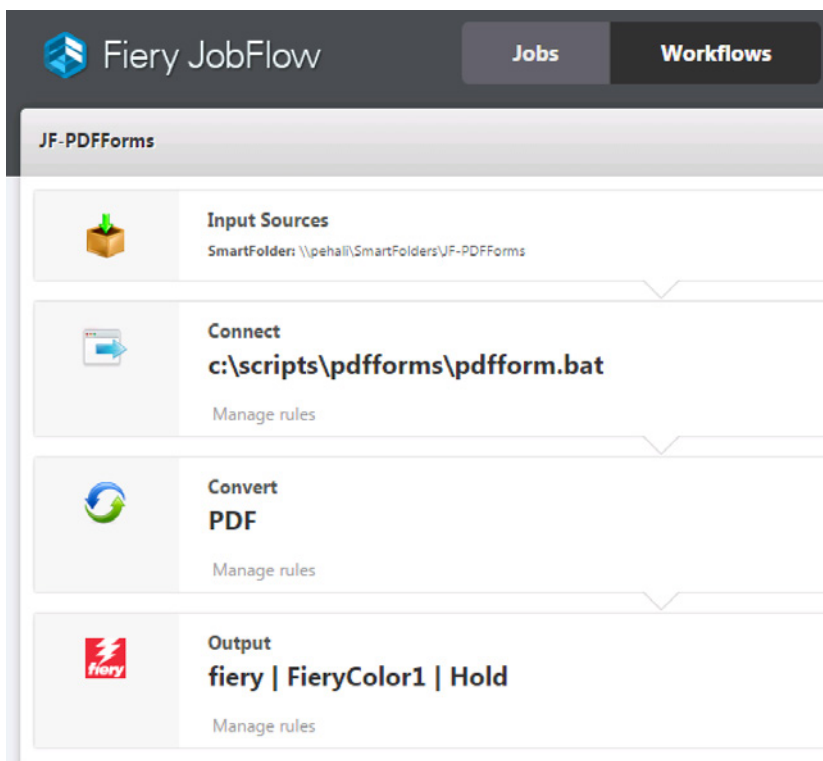 Fiery JobFlow
Jobs
Workflows
JF-PDFForms
Input Sources
SmartFolder: \\pehali\SmartFolders\JF-PDFForms
Connect
c:\scripts\pdfforms\pdfform.bat
Manage rules
Convert
PDF
Manage rules
fiery
Output
fiery | FieryColor1 | Hold
Manage rules